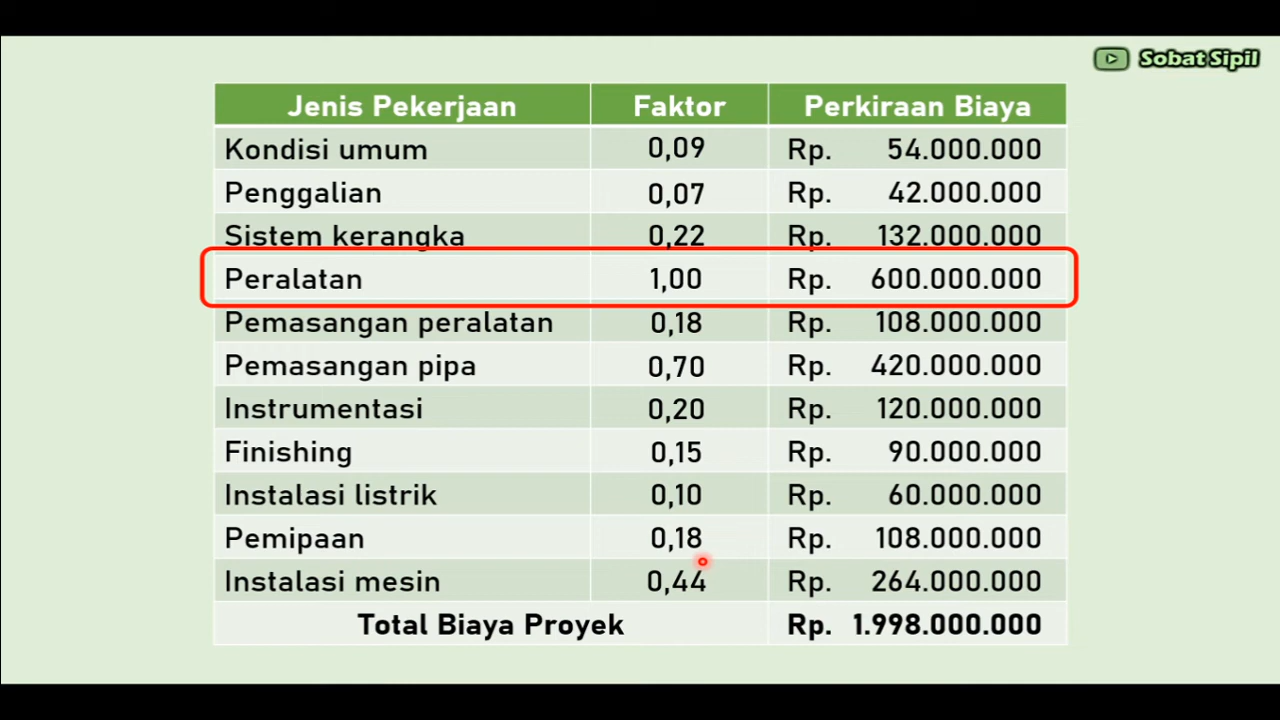 Sobat Sipil
Jenis Pekerjaan Faktor Perkiraan Biaya
Kondisi umum 0,09 Rp. 54.000.000
Penggalian 0,07 Rp. 42.000.000
Sistem kerangka 0,22 Rp. 132.000.000
Peralatan 1,00 Rp. 600.000.000
Pemasangan peralatan 0,18 Rp. 108.000.000
Pemasangan pipa 0,70 Rp. 420.000.000
Instrumentasi 0,20 Rp. 120.000.000
Finishing 0,15 Rp. 90.000.000
Instalasi listrik 0,10 Rp. 60.000.000
Pemipaan 0,18 Rp. 108.000.000
Instalasi mesin 0,44 Rp. 264.000.000
Total Biaya Proyek Rp. 1.998.000.000